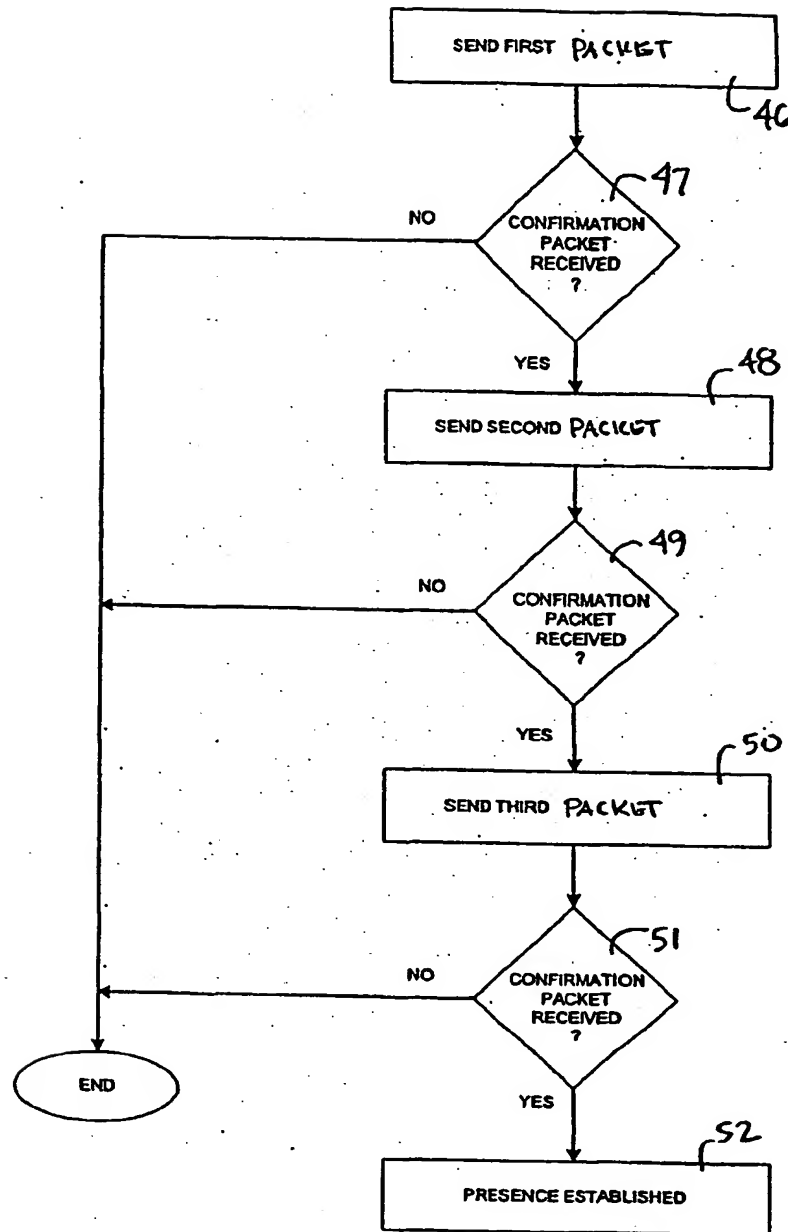 SEND FIRST PACKET
46
47
NO
CONFIRMATION
PACKET
RECEIVED
?
YES
48
SEND SECOND PACKET
49
NO
CONFIRMATION
PACKET
RECEIVED
?
YES
50
SEND THIRD PACKET
51
NO
CONFIRMATION
PACKET
RECEIVED
?
END
YES
52
PRESENCE ESTABLISHED